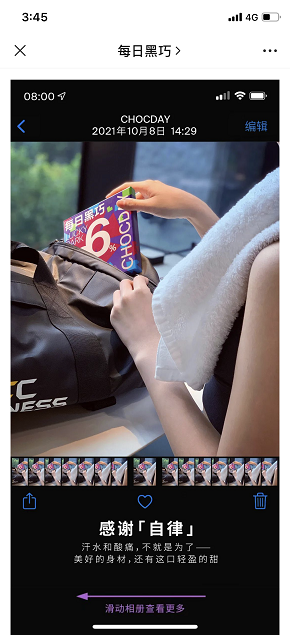 3:45
4G
每日黑巧
08:00
CHOCDAY
2021年10月8日 14:29
编辑
每日黑巧
LUCKY
DARK
6%
CHOCDAY
C
NESS
感谢「自律」
汗水和酸痛,不就是为了——
美好的身材,还有这口轻盈的甜
滑动相册查看更多